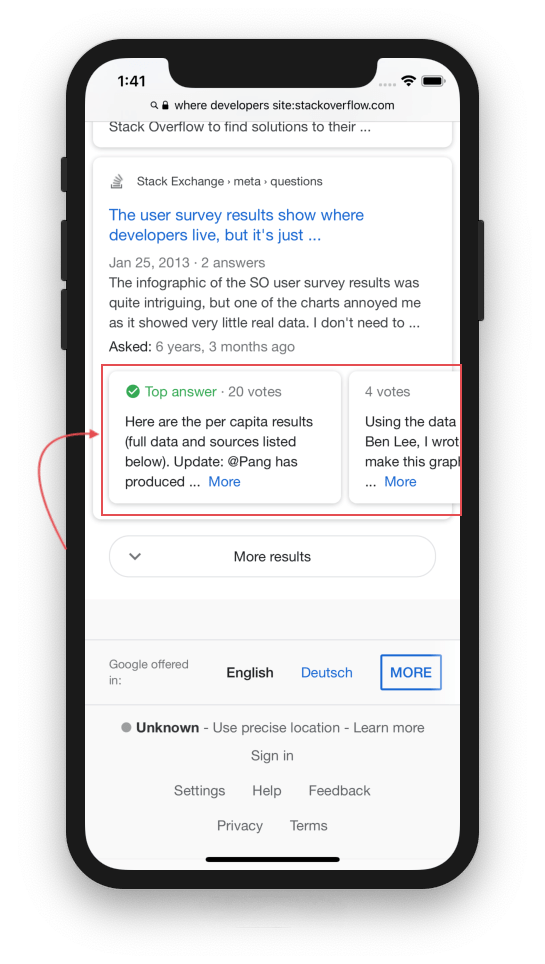 1:41
where developers site:stackoverflow.com
Stack Overflow to find solutions to their ...
Stack Exchange › meta › questions
The user survey results show where
developers live, but it's just ...
Jan 25, 2013 · 2 answers
The infographic of the SO user survey results was
quite intriguing, but one of the charts annoyed me
as it showed very little real data. I don't need to ...
Asked: 6 years, 3 months ago
Top answer · 20 votes
Here are the per capita results
(full data and sources listed
below). Update: @Pang has
produced ... More
4 votes
Using the data
Ben Lee, I wrot
make this grap
... More
More results
Google offered
in:
English
Deutsch
MORE
Unknown - Use precise location - Learn more
Sign in
Settings Help Feedback
Privacy Terms